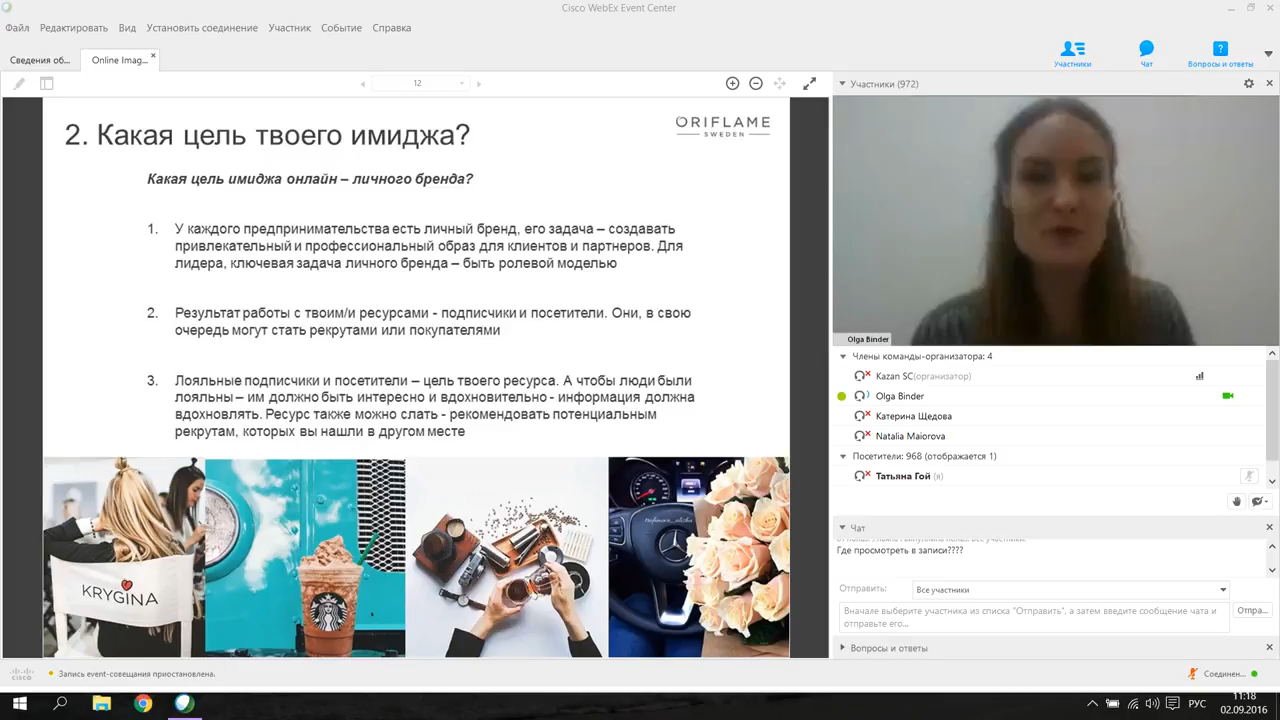 Cisco WebEx Event Center
Файл Редактировать Вид Установить соединение Участник Событие Справка
Сведения об... Online Imag...
Участники Чат Вопросы и ответы
12
Участники (972)
2. Какая цель твоего имиджа?
ORIFLAME
SWEDEN
Какая цель имиджа онлайн – личного бренда?
1. У каждого предпринимательства есть личный бренд, его задача – создавать
привлекательный и профессиональный образ для клиентов и партнеров. Для
лидера, ключевая задача личного бренда – быть ролевой моделью
2. Результат работы с твоим/и ресурсами - подписчики и посетители. Они, в свою
очередь могут стать рекрутами или покупателями
3. Лояльные подписчики и посетители – цель твоего ресурса. А чтобы люди были
лояльны – им должно быть интересно и вдохновительно - информация должна
вдохновлять. Ресурс также можно слать - рекомендовать потенциальным
рекрутам, которых вы нашли в другом месте
KRYGINA
STARBUCKS
Olga Binder
Члены команды-организатора: 4
Kazan SC(организатор)
Olga Binder
Катерина Щедова
Natalia Maiorova
Посетители: 968 (отображается 1)
Татьяна Гой (я)
Чат
Где просмотреть в записи????
Отправить: Все участники
Вначале выберите участника из списка "Отправить", а затем введите сообщение чата и
отправьте его...
Отпра...
Вопросы и ответы
cisco
Запись event-совещания приостановлена.
Соединен...
РУС
11:18
02.09.2016